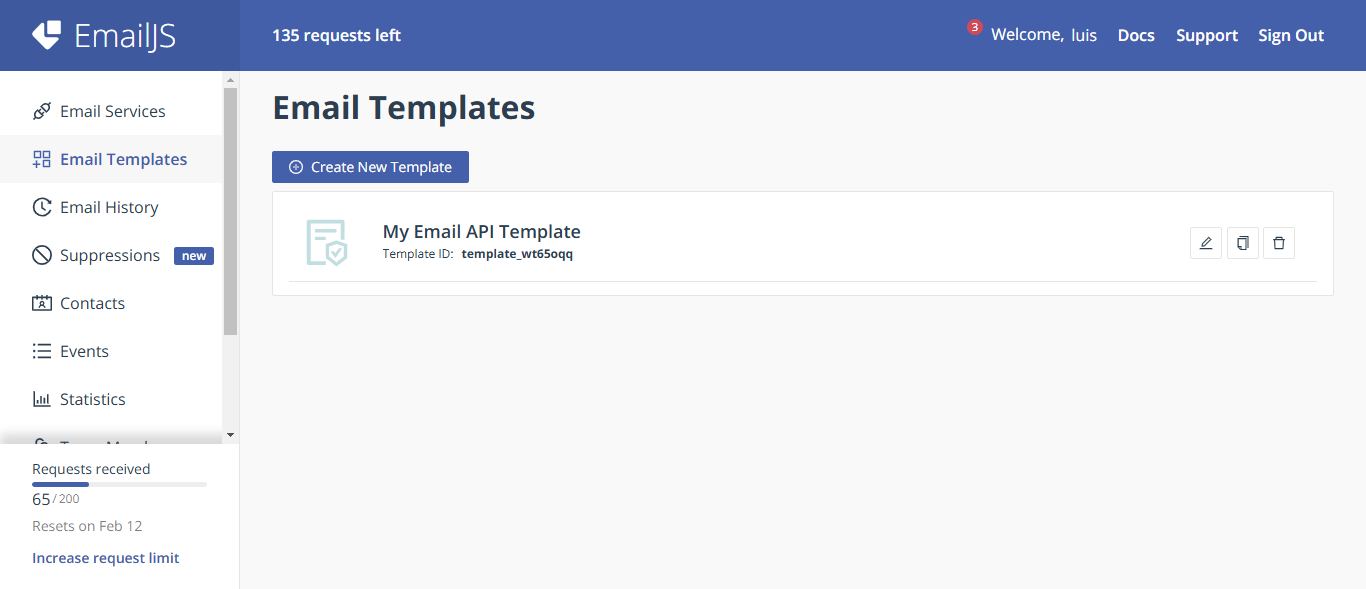 EmailJS
135 requests left
3
Welcome, luis
Docs
Support
Sign Out
Email Services
Email Templates
Email History
Suppressions new
Contacts
Events
Statistics
Requests received
65/200
Resets on Feb 12
Increase request limit
Email Templates
Create New Template
My Email API Template
Template ID: template_wt65oqq